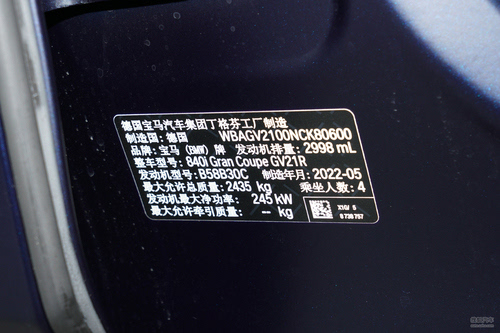 德国宝马汽车集团丁格芬工厂制造
制造国：德国 WBAGV2100NCK80600
品牌：宝马 (BMW) 牌 发动机排量：2998 mL
整车型号：840i Gran Coupe GV21R
发动机型号：B58B30C 制造年月：2022-05
最大允许总质量：2435 kg 乘坐人数：4
发动机最大净功率：245 kW
最大允许牵引质量：-- kg